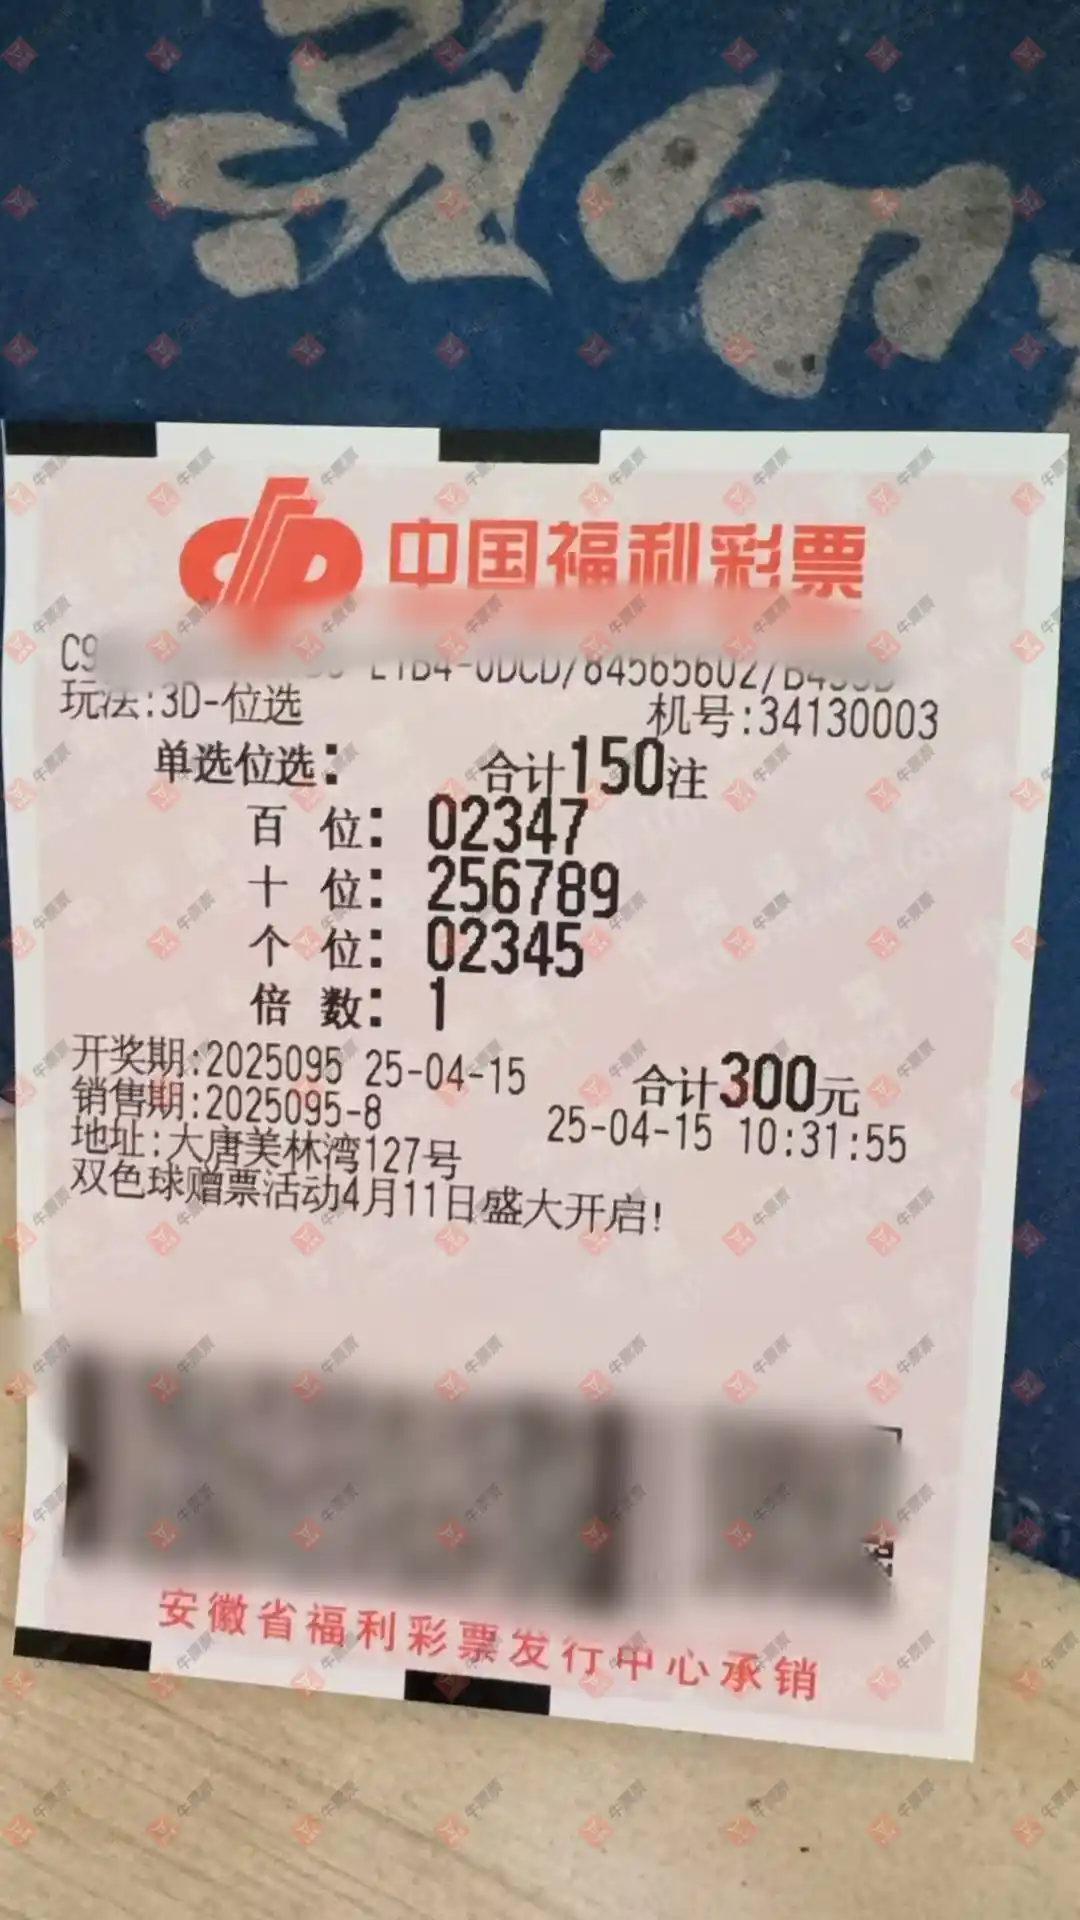 中国福利彩票
C9
玩法:3D-位选 机号:34130003
单选位选: 合计150注
百 位: 02347
十 位: 256789
个 位: 02345
倍 数: 1
开奖期:2025095 25-04-15 合计300元
销售期:2025095-8 25-04-15 10:31:55
地址:大唐美林湾127号
双色球赠票活动4月11日盛大开启!
安徽省福利彩票发行中心承销
牛票票